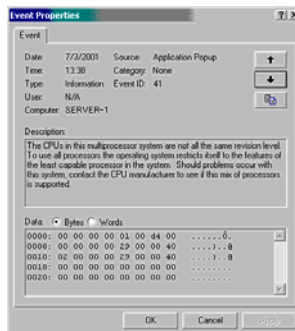 Event Properties
Event
Date: 7/3/2001 Source: Application Popup
Time: 13:38 Category: None
Type: Information Event ID: 41
User: N/A
Computer: SERVER-1
Description:
The CPUs in this multiprocessor system are not all the same revision level.
To use all processors the operating system restricts itself to the features of
the least capable processor in the system. Should problems occur with
this system, contact the CPU manufacturer to see if this mix of processors
is supported.
Data: Bytes Words
0000: 00 00 00 00 01 00 d4 00 ......Ô.
0000: 00 00 00 00 29 00 00 40 ....)..@
0010: 02 00 00 00 29 00 00 40 ....)..@
0018: 00 00 00 00 00 00 00 00 ........
0020: 00 00 00 00 00 00 00 00 ........
OK Cancel Apply